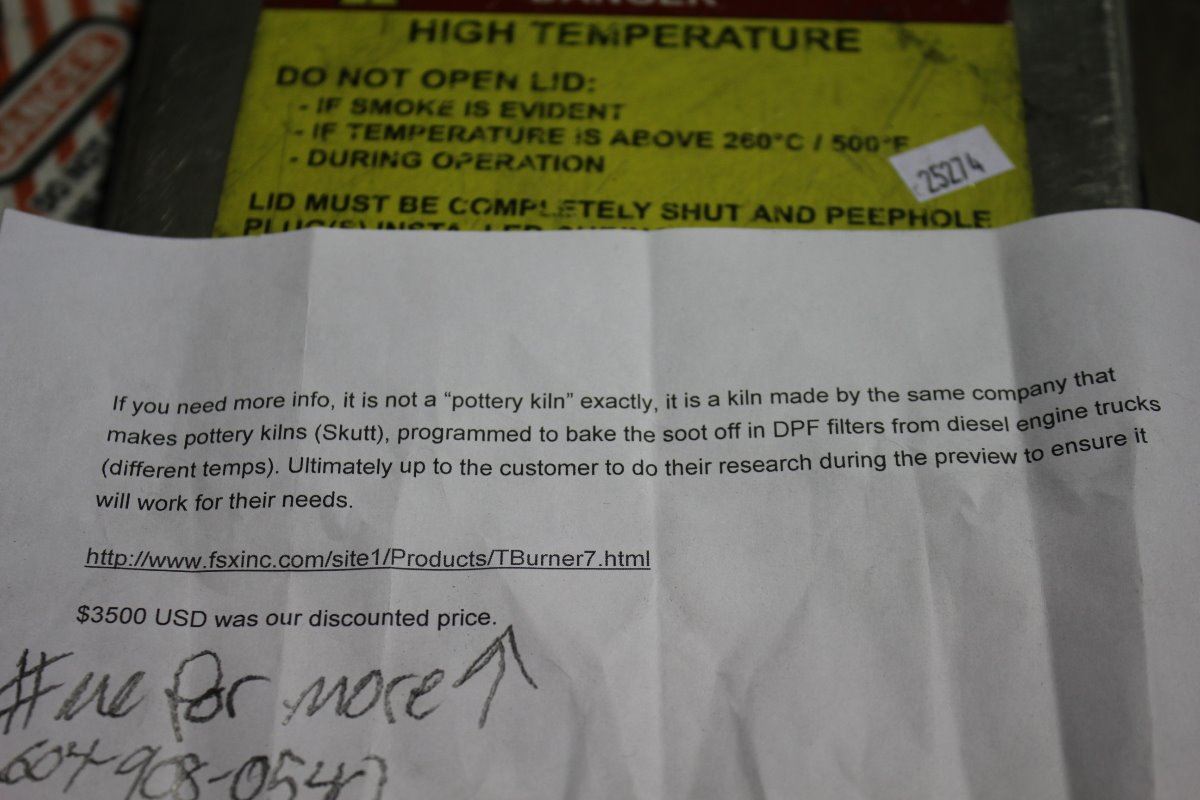 DANGER
HIGH TEMPERATURE
DO NOT OPEN LID:
- IF SMOKE IS EVIDENT
- IF TEMPERATURE IS ABOVE 260°C / 500°F
- DURING OPERATION
25274
LID MUST BE COMPLETELY SHUT AND PEEPHOLE
DANGER
If you need more info, it is not a “pottery kiln” exactly, it is a kiln made by the same company that
makes pottery kilns (Skutt), programmed to bake the soot off in DPF filters from diesel engine trucks
(different temps). Ultimately up to the customer to do their research during the preview to ensure it
will work for their needs.
http://www.fsxinc.com/site1/Products/TBurner7.html
$3500 USD was our discounted price.
for more